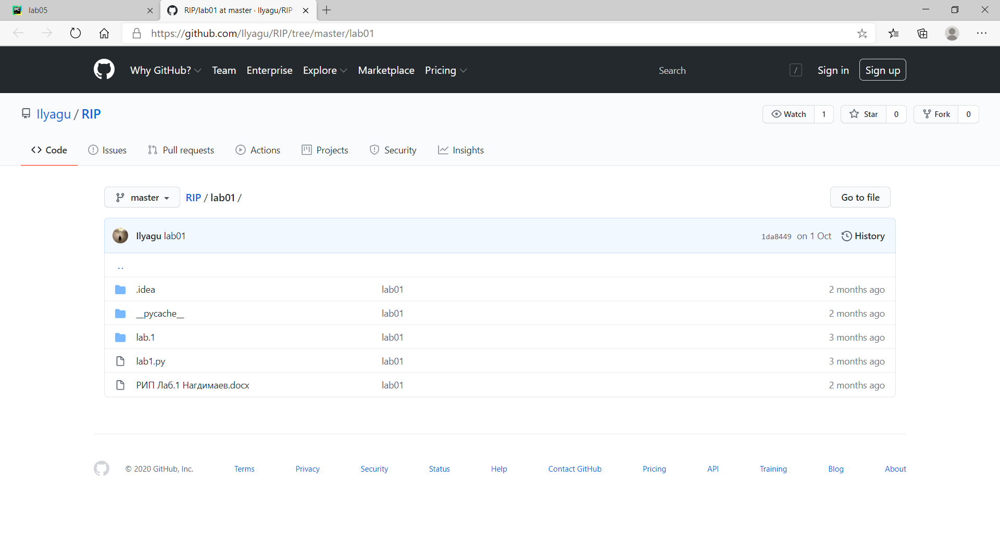 lab05
RIP/lab01 at master · Ilyagu/RIP ·
https://github.com/Ilyagu/RIP/tree/master/lab01
Why GitHub? Team Enterprise Explore Marketplace Pricing Search / Sign in Sign up
Ilyagu / RIP Watch 1 Star 0 Fork 0
Code Issues Pull requests Actions Projects Security Insights
master RIP / lab01 / Go to file
Ilyagu lab01 1da8449 on 1 Oct History
..
.idea lab01 2 months ago
__pycache__ lab01 2 months ago
lab.1 lab01 3 months ago
lab1.py lab01 3 months ago
РИП Лаб.1 Нагдимаев.docx lab01 2 months ago
© 2020 GitHub, Inc. Terms Privacy Security Status Help Contact GitHub Pricing API Training Blog About